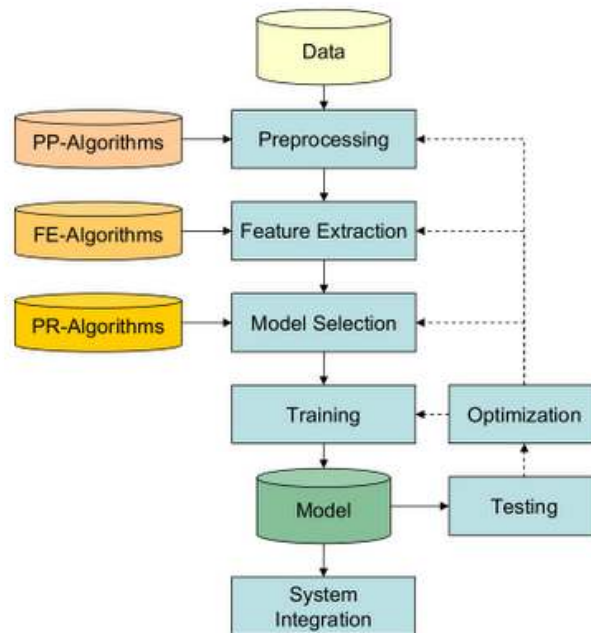 Data
PP-Algorithms
Preprocessing
FE-Algorithms
Feature Extraction
PR-Algorithms
Model Selection
Training
Optimization
Model
Testing
System
Integration